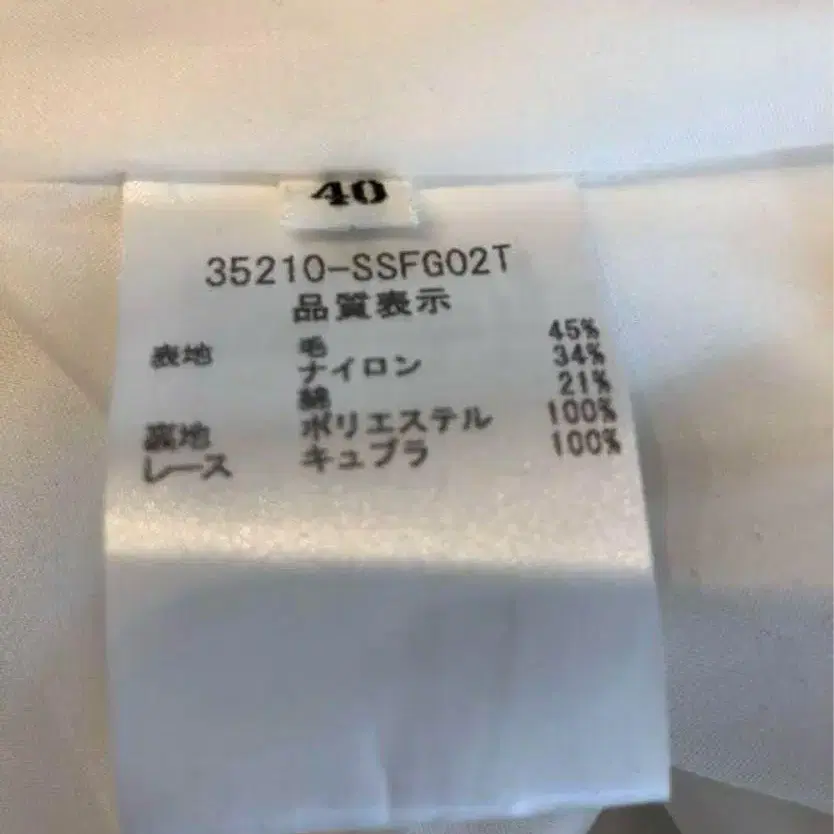 40
35210-SSFG02T
品質表示
表地 毛 45%
ナイロン 34%
綿 21%
裏地 ポリエステル 100%
レース キュプラ 100%